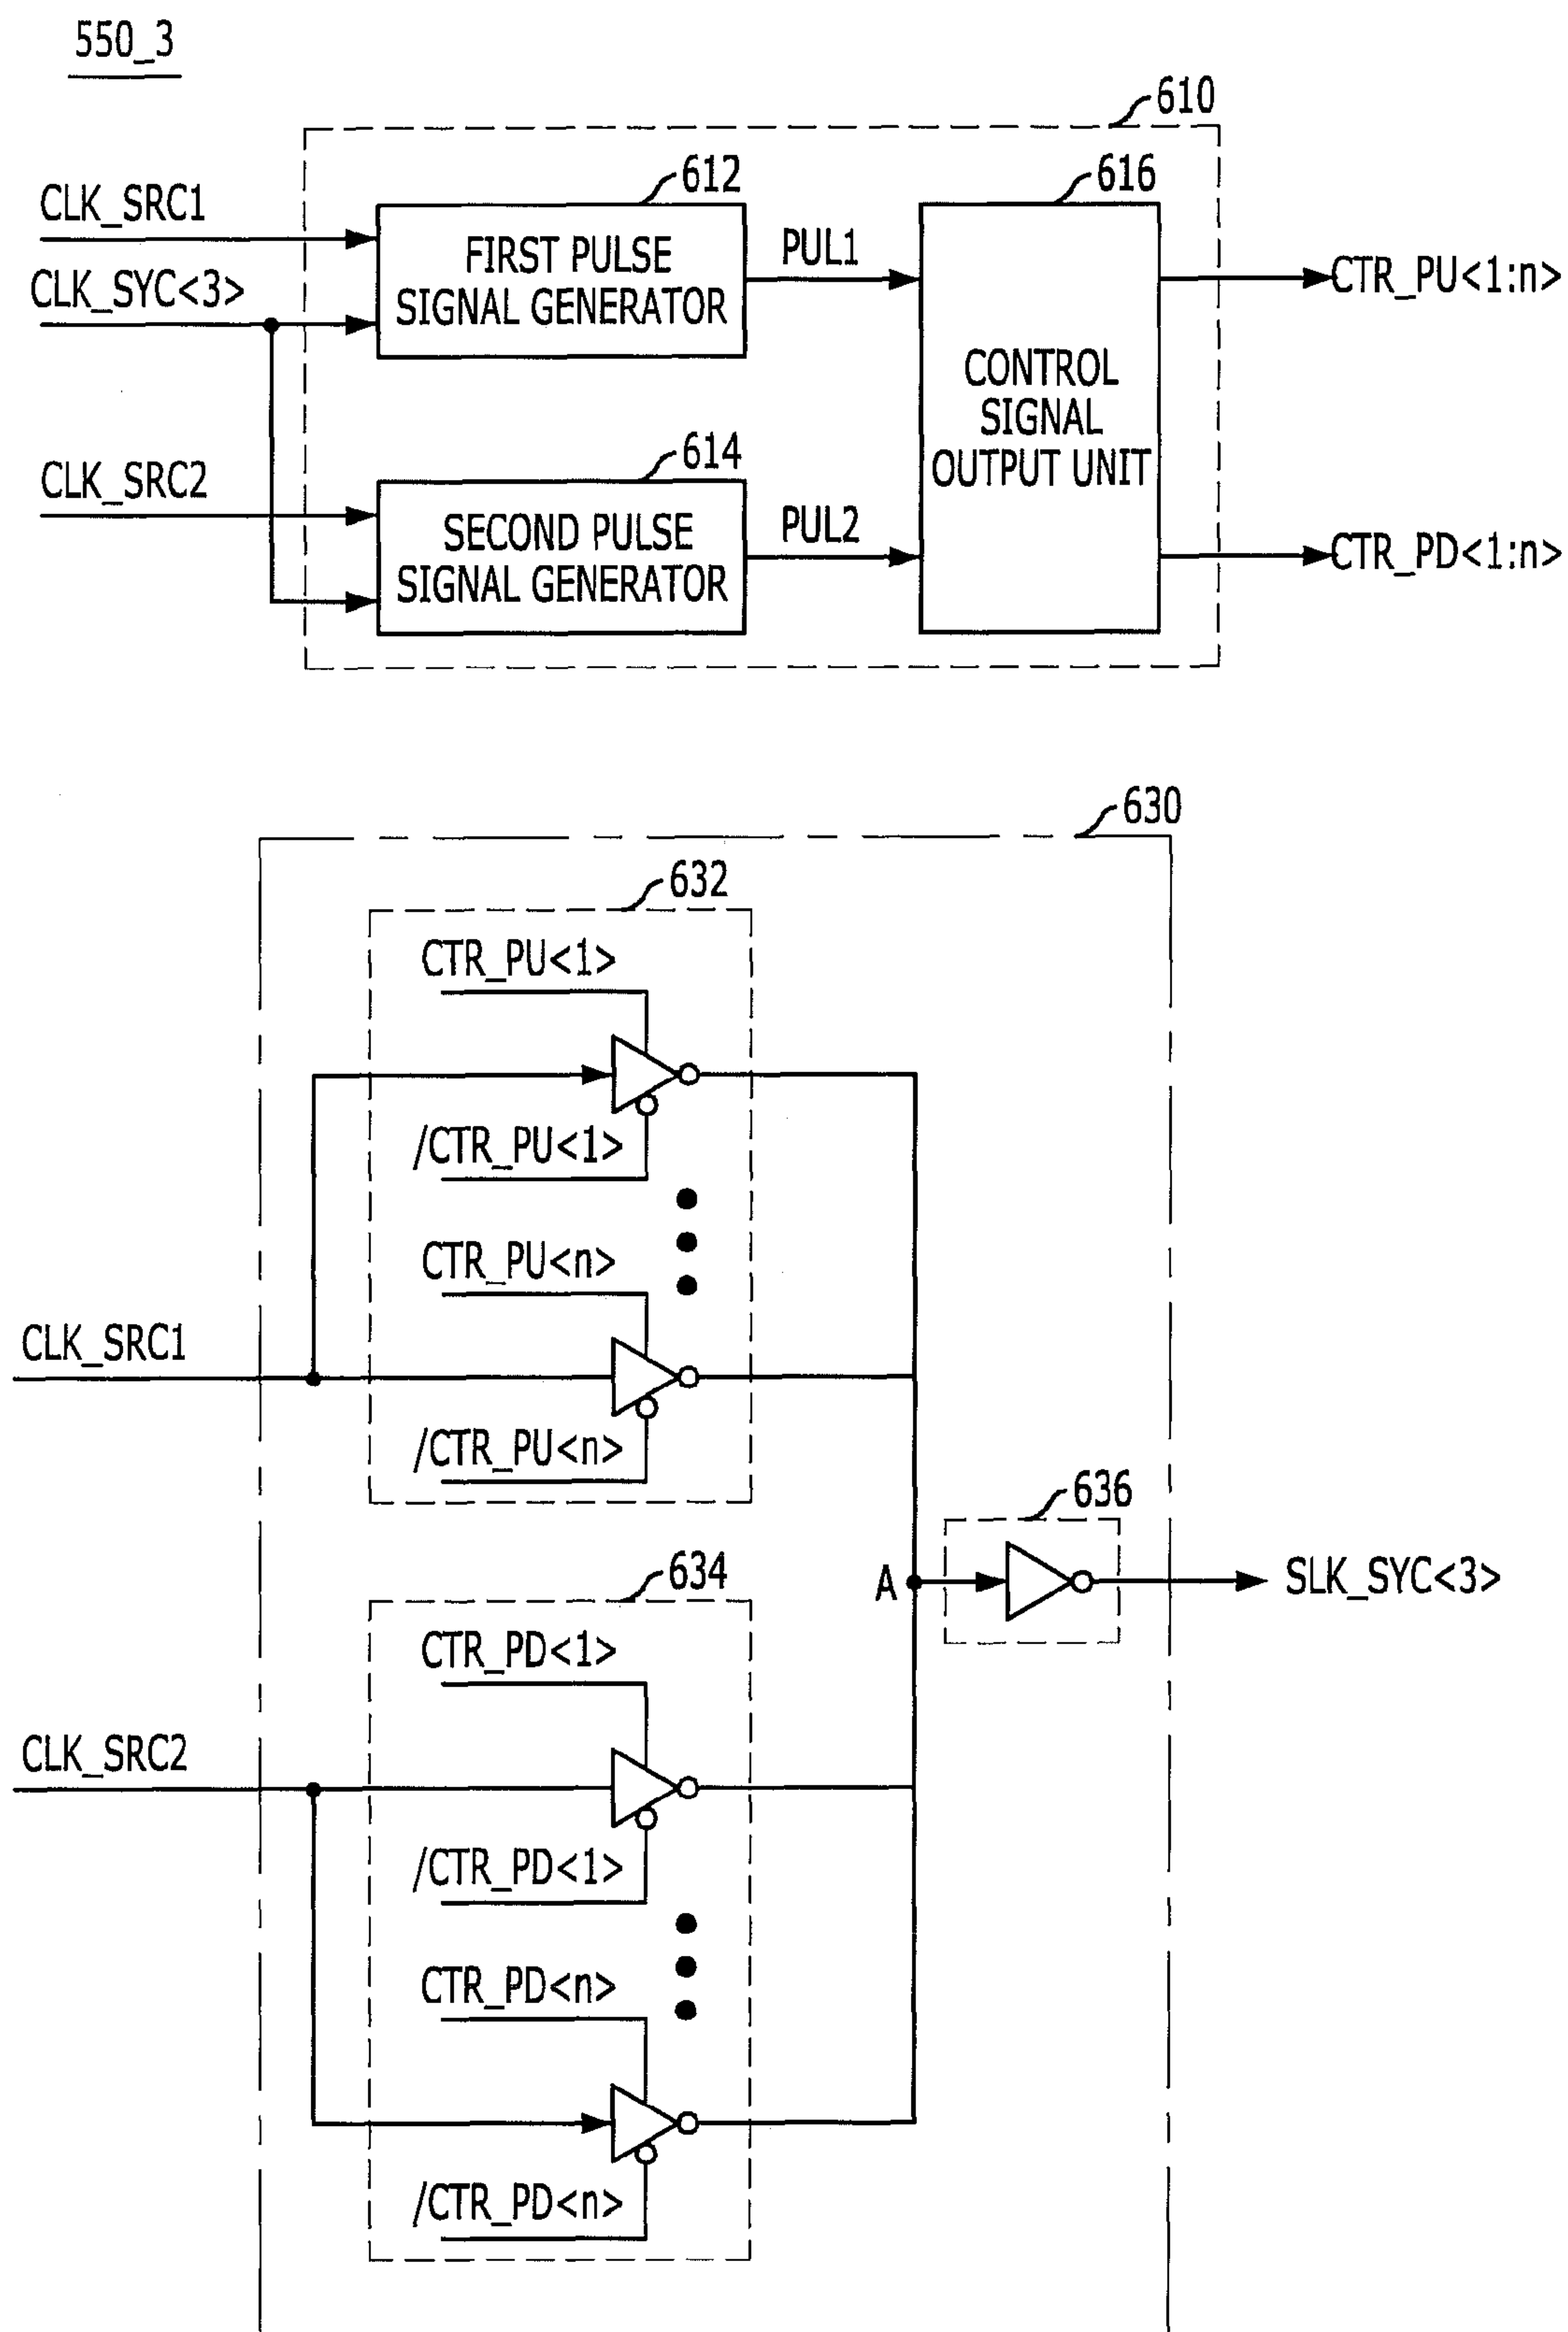 550_3
610
CLK_SRC1
612
616
FIRST PULSE
SIGNAL GENERATOR
PUL1
CTR_PU<1:n>
CLK_SYC<3>
CONTROL
SIGNAL
OUTPUT UNIT
CLK_SRC2
614
SECOND PULSE
SIGNAL GENERATOR
PUL2
CTR_PD<1:n>
630
632
CTR_PU<1>
/CTR_PU<1>
CTR_PU<n>
CLK_SRC1
/CTR_PU<n>
636
A
SLK_SYC<3>
634
CTR_PD<1>
CLK_SRC2
/CTR_PD<1>
CTR_PD<n>
/CTR_PD<n>